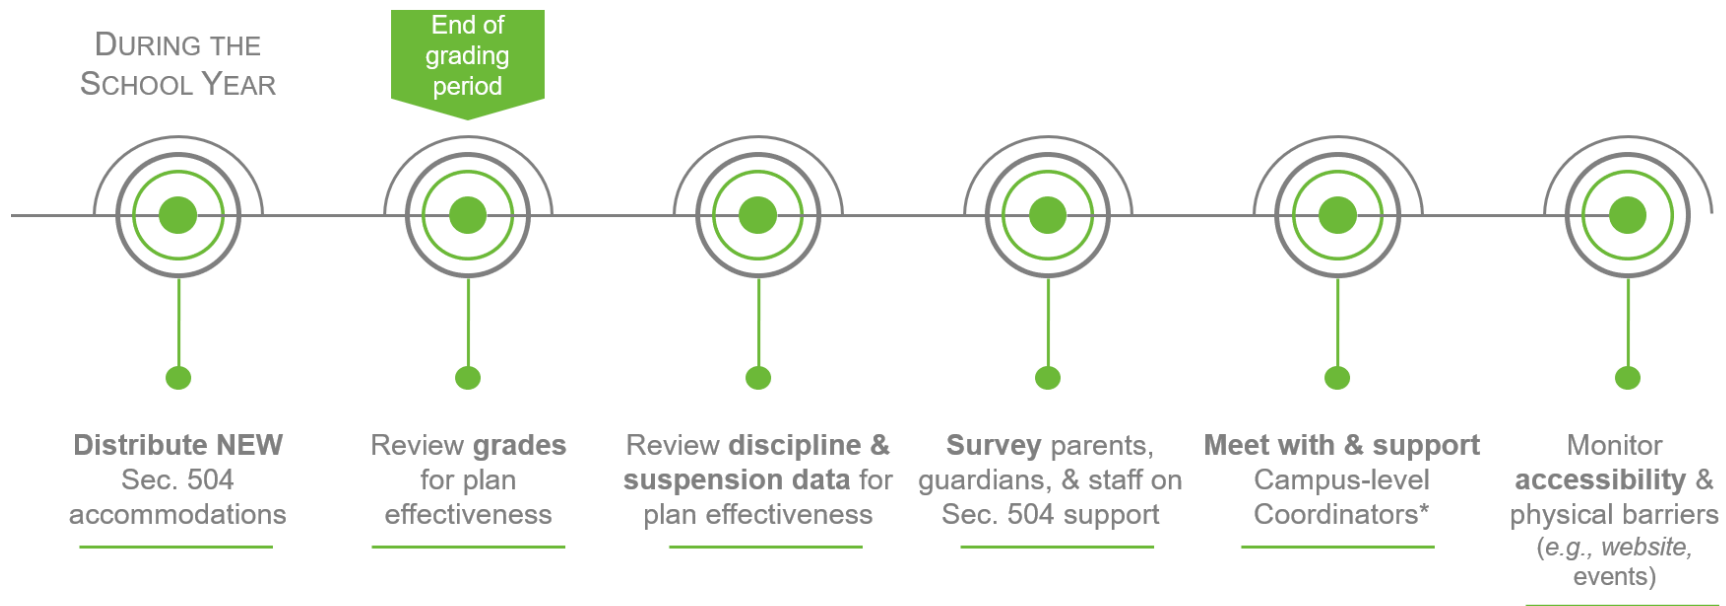 DURING THE
SCHOOL YEAR
End of
grading
period
Distribute NEW
Sec. 504
accommodations
Review grades
for plan
effectiveness
Review discipline &
suspension data for
plan effectiveness
Survey parents,
guardians, & staff on
Sec. 504 support
Meet with & support
Campus-level
Coordinators*
Monitor
accessibility &
physical barriers
(e.g., website,
events)